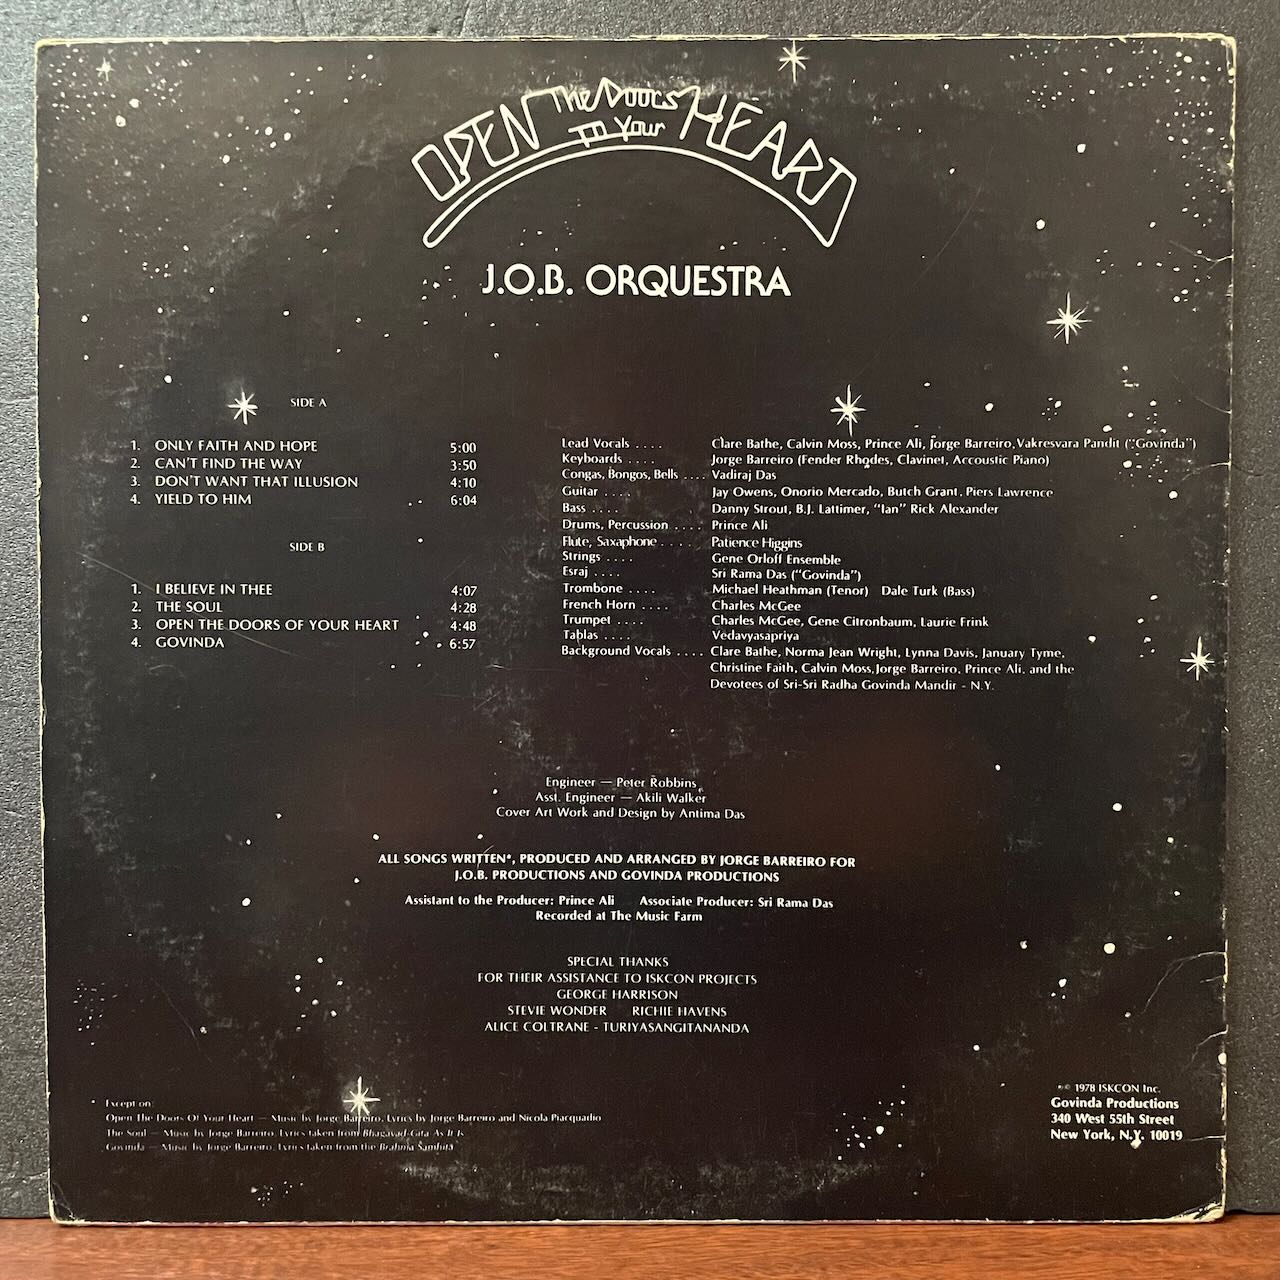 OPEN The Doors To Your HEART
J.O.B. ORQUESTRA
SIDE A
1. ONLY FAITH AND HOPE 5:00
2. CAN'T FIND THE WAY 3:50
3. DON'T WANT THAT ILLUSION 4:10
4. YIELD TO HIM 6:04
SIDE B
1. I BELIEVE IN THEE 4:07
2. THE SOUL 4:28
3. OPEN THE DOORS OF YOUR HEART 4:48
4. GOVINDA 6:57
Lead Vocals .... Clare Bathe, Calvin Moss, Prince Ali, Jorge Barreiro, Vakresvara Pandit ("Govinda")
Keyboards .... Jorge Barreiro (Fender Rhodes, Clavinet, Accoustic Piano)
Congas, Bongos, Bells .... Vadiraj Das
Guitar .... Jay Owens, Onorio Mercado, Butch Grant, Piers Lawrence
Bass .... Danny Strout, B.J. Lattimer, "Ian" Rick Alexander
Drums, Percussion .... Prince Ali
Flute, Saxaphone .... Patience Higgins
Strings .... Gene Orloff Ensemble
Esraj .... Sri Rama Das ("Govinda")
Trombone .... Michael Heathman (Tenor) Dale Turk (Bass)
French Horn .... Charles McGee
Trumpet .... Charles McGee, Gene Citronbaum, Laurie Frink
Tablas .... Vedavyasapriya
Background Vocals .... Clare Bathe, Norma Jean Wright, Lynna Davis, January Tyme,
Christine Faith, Calvin Moss, Jorge Barreiro, Prince Ali, and the
Devotees of Sri-Sri Radha Govinda Mandir - N.Y.
Engineer — Peter Robbins
Asst. Engineer — Akili Walker
Cover Art Work and Design by Antima Das
ALL SONGS WRITTEN*, PRODUCED AND ARRANGED BY JORGE BARREIRO FOR
J.O.B. PRODUCTIONS AND GOVINDA PRODUCTIONS
Assistant to the Producer: Prince Ali Associate Producer: Sri Rama Das
Recorded at The Music Farm
SPECIAL THANKS
FOR THEIR ASSISTANCE TO ISKCON PROJECTS
GEORGE HARRISON
STEVIE WONDER RICHIE HAVENS
ALICE COLTRANE - TURIYASANGITANANDA
Except on:
Open The Doors Of Your Heart — Music by Jorge Barreiro, Lyrics by Jorge Barreiro and Nicola Piacquadio
The Soul — Music by Jorge Barreiro, Lyrics taken from Bhagavad-Gita As It Is
Govinda — Music by Jorge Barreiro, Lyrics taken from the Brahma Samhita
℗© 1978 ISKCON Inc.
Govinda Productions
340 West 55th Street
New York, N.Y. 10019